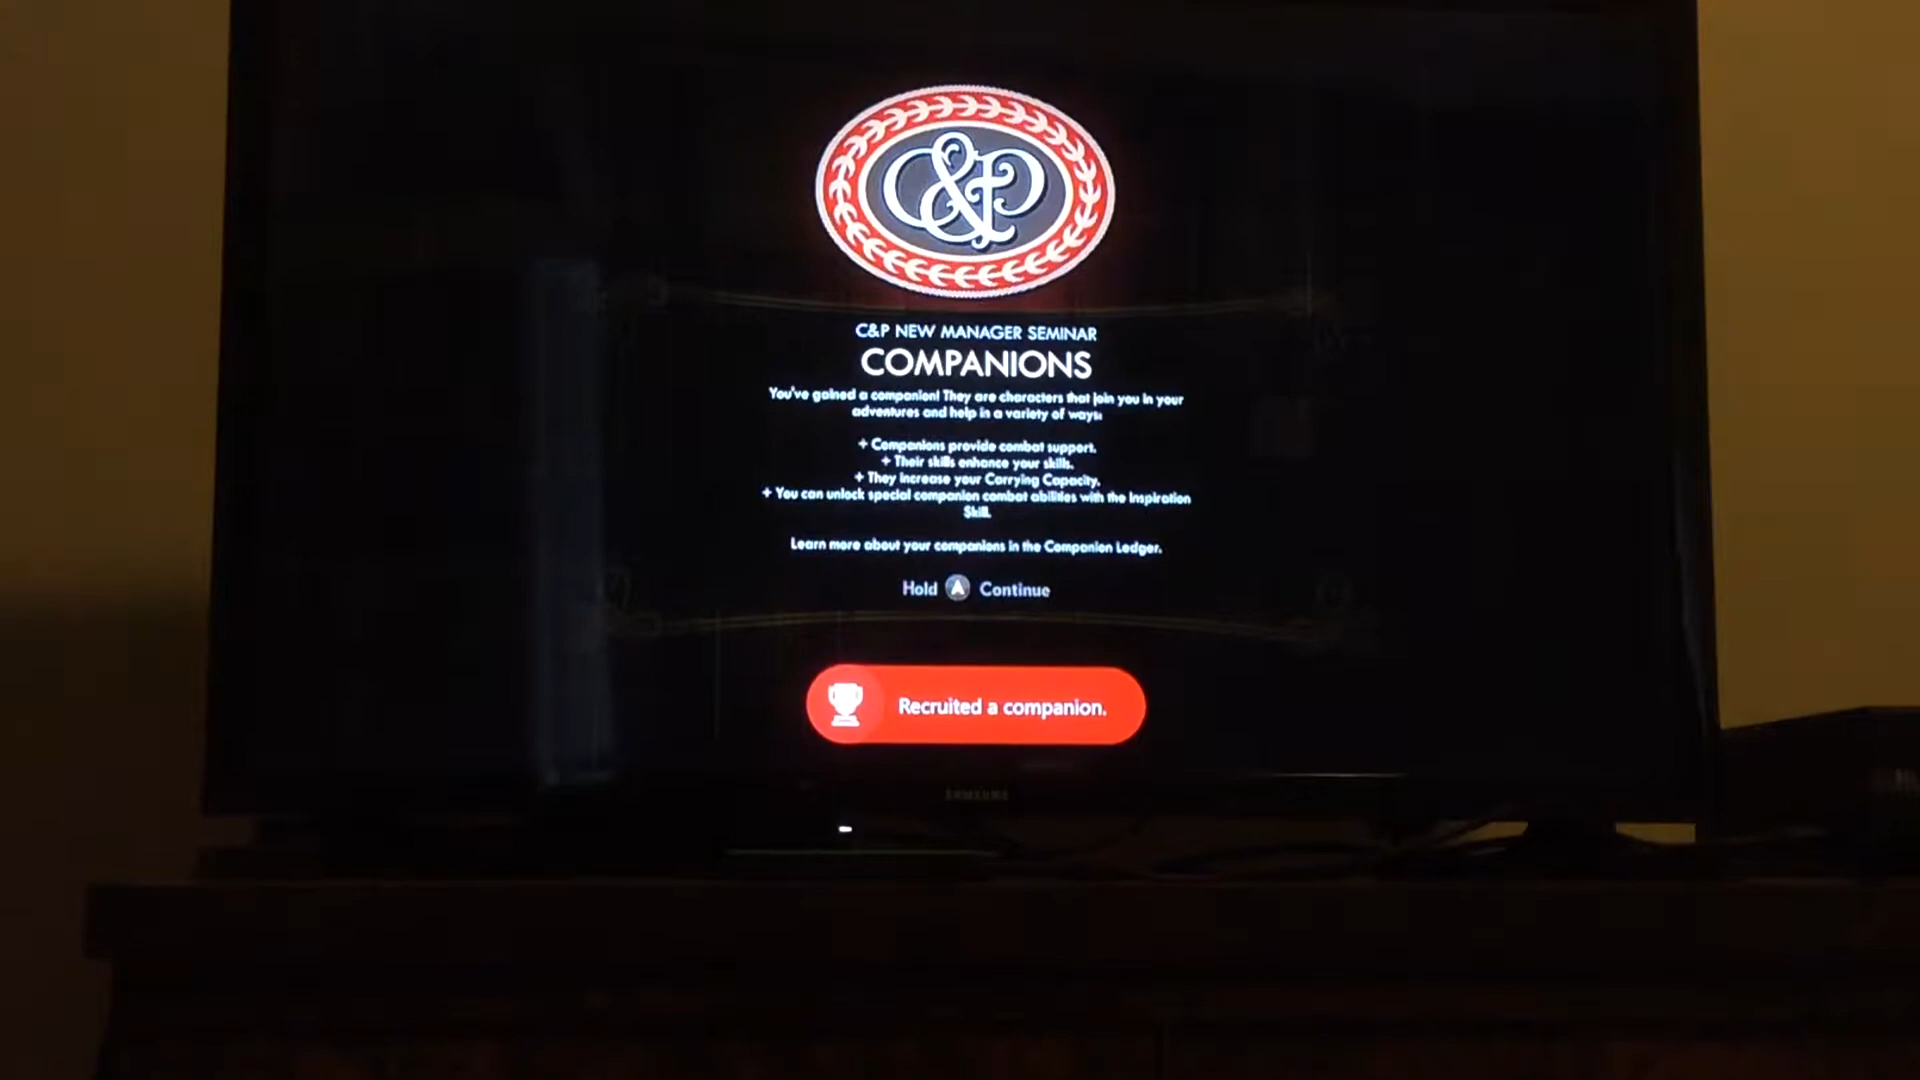 C&P
C&P NEW MANAGER SEMINAR
COMPANIONS
You've gained a companion! They are characters that join you in your
adventures and help in a variety of ways:
+ Companions provide combat support.
+ Their skills enhance your skills.
+ They increase your Carrying Capacity.
+ You can unlock special companion combat abilities with the Inspiration
Skill.
Learn more about your companions in the Companion Ledger.
Hold A Continue
Recruited a companion.
SAMSUNG